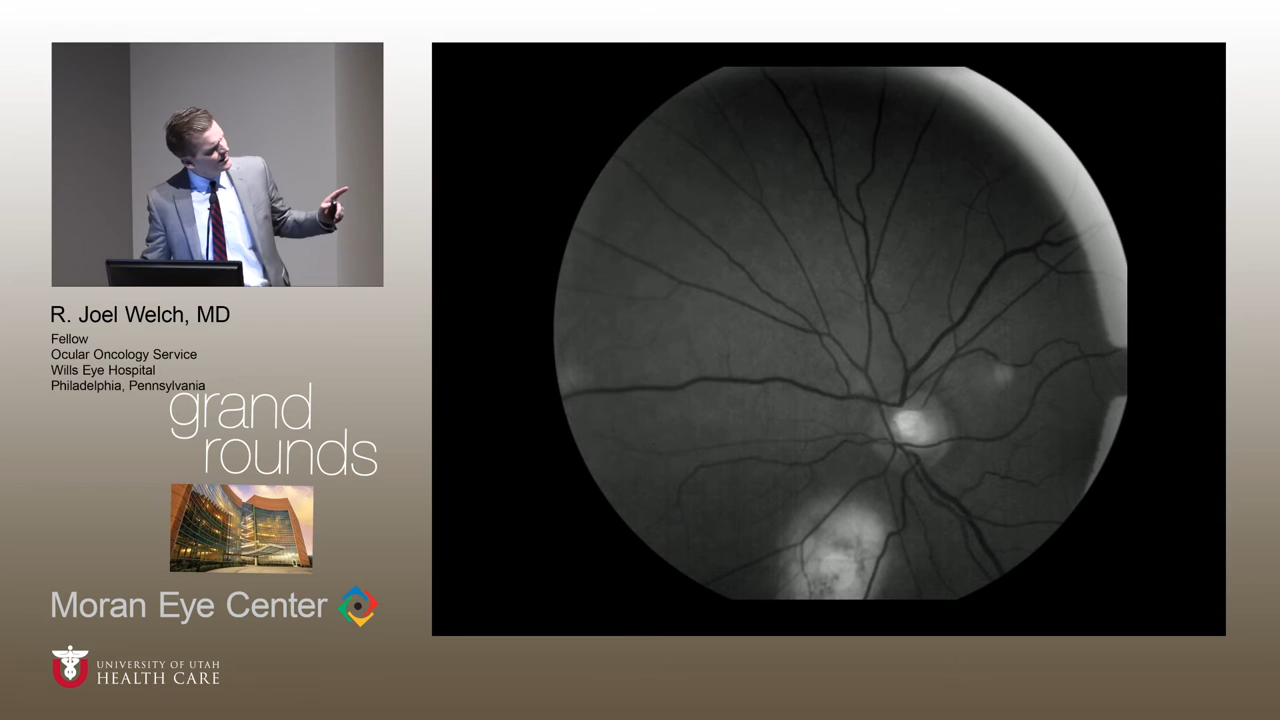 R. Joel Welch, MD
Fellow
Ocular Oncology Service
Wills Eye Hospital
Philadelphia, Pennsylvania
grand
rounds
Moran Eye Center
UNIVERSITY OF UTAH
HEALTH CARE